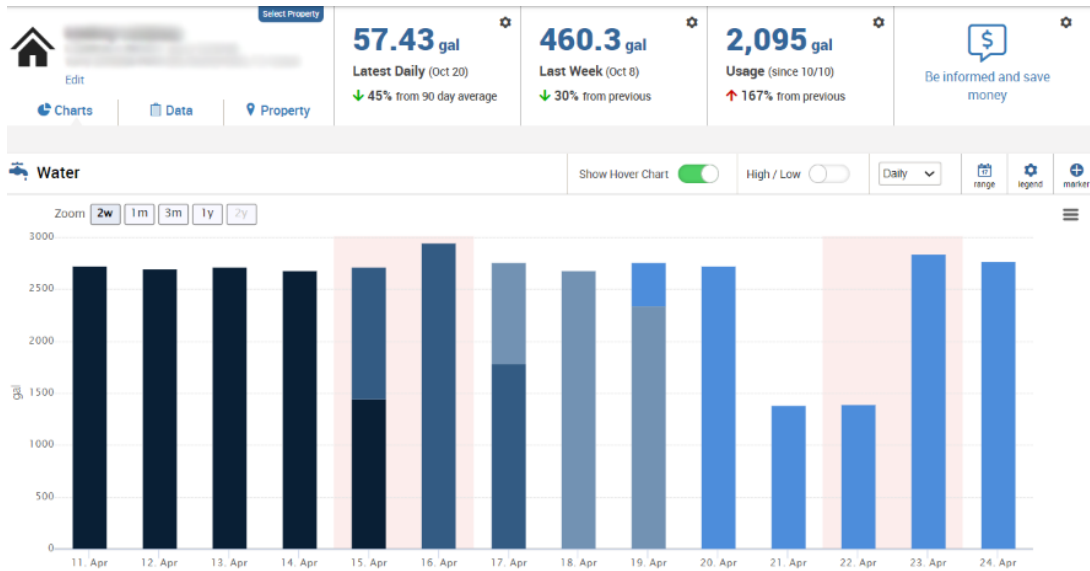 Select Property
Edit
Charts
Data
Property
57.43 gal
Latest Daily (Oct 20)
45% from 90 day average
460.3 gal
Last Week (Oct 8)
30% from previous
2,095 gal
Usage (since 10/10)
167% from previous
$
Be informed and save
money
Water
Show Hover Chart
High / Low
Daily
17
range
legend
marker
Zoom 2w 1m 3m 1y 2y
gal
3000
2500
2000
1500
1000
500
0
11. Apr 12. Apr 13. Apr 14. Apr 15. Apr 16. Apr 17. Apr 18. Apr 19. Apr 20. Apr 21. Apr 22. Apr 23. Apr 24. Apr